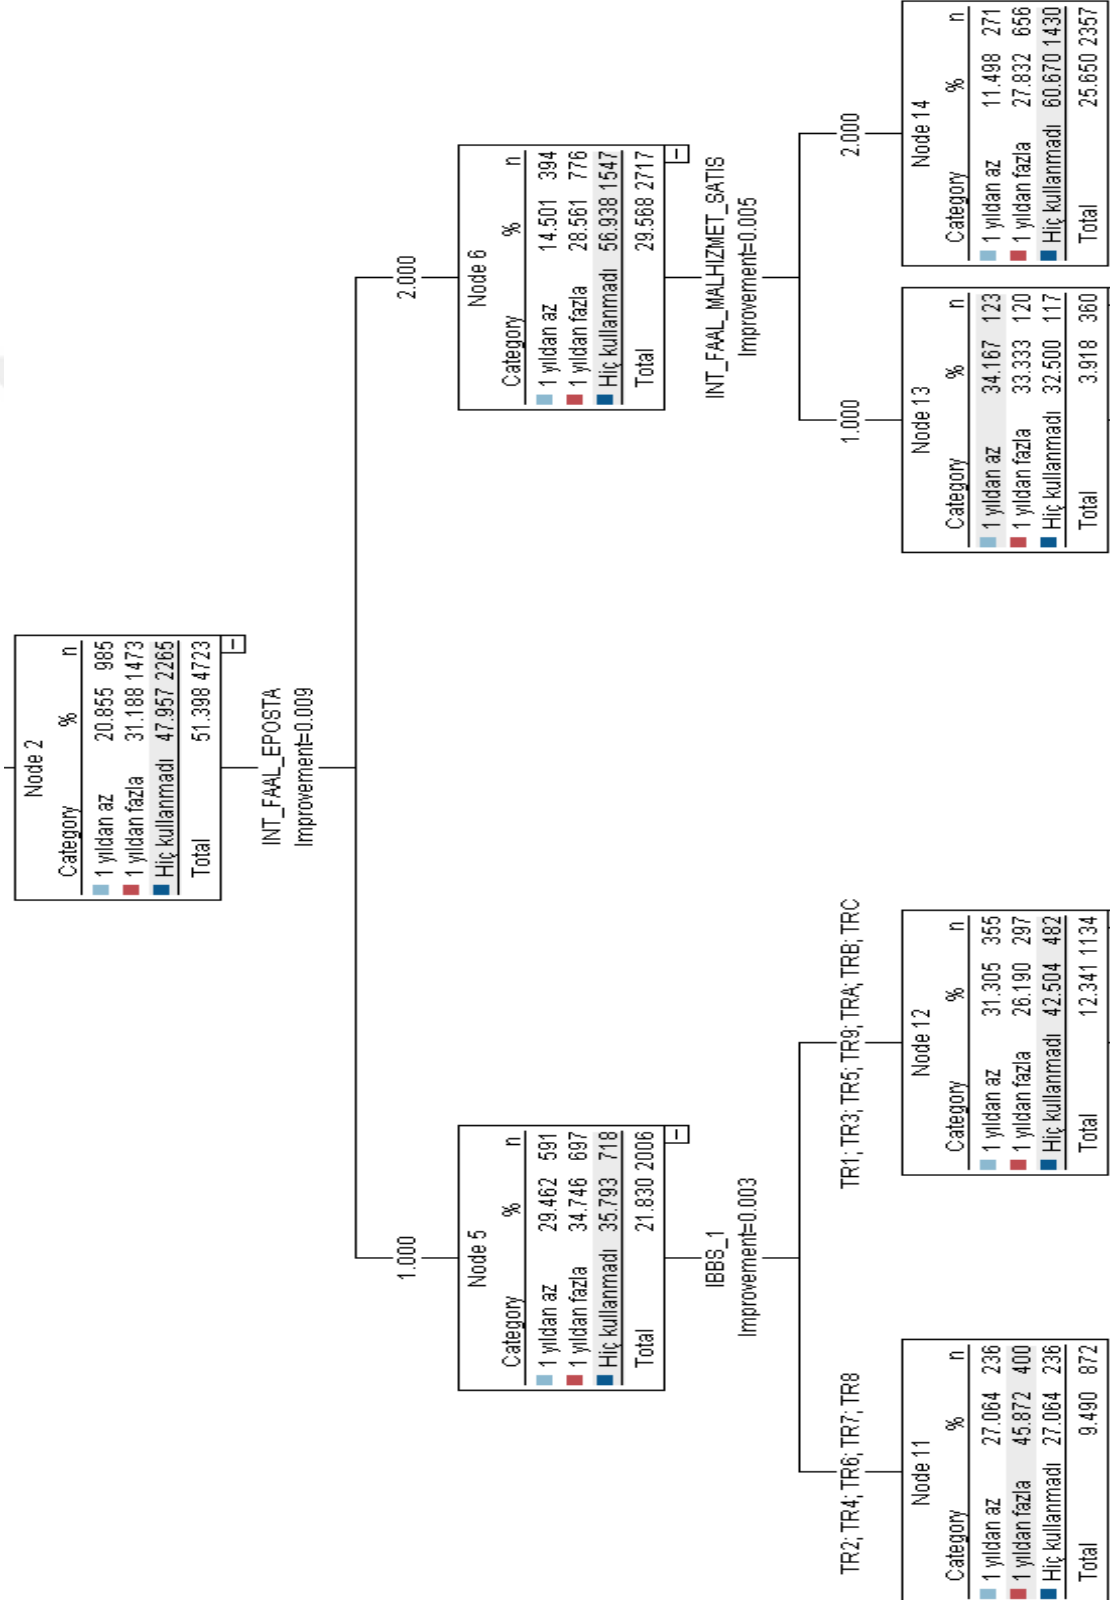 Node 2
Category % n
1 yıldan az 20.855 985
1 yıldan fazla 31.188 1473
Hiç kullanmadı 47.957 2265
Total 51.398 4723
INT_FAAL_EPOSTA
Improvement=0.009
1.000
2.000
Node 5
Category % n
1 yıldan az 29.462 591
1 yıldan fazla 34.746 697
Hiç kullanmadı 35.793 718
Total 21.830 2006
IBBS_1
Improvement=0.003
Node 6
Category % n
1 yıldan az 14.501 394
1 yıldan fazla 28.561 776
Hiç kullanmadı 56.938 1547
Total 29.568 2717
INT_FAAL_MALHIZMET_SATIS
Improvement=0.005
TR2; TR4; TR6; TR7; TR8
TR1; TR3; TR5; TR9; TRA; TRB; TRC
1.000
2.000
Node 11
Category % n
1 yıldan az 27.064 236
1 yıldan fazla 45.872 400
Hiç kullanmadı 27.064 236
Total 9.490 872
Node 12
Category % n
1 yıldan az 31.305 355
1 yıldan fazla 26.190 297
Hiç kullanmadı 42.504 482
Total 12.341 1134
Node 13
Category % n
1 yıldan az 34.167 123
1 yıldan fazla 33.333 120
Hiç kullanmadı 32.500 117
Total 3.918 360
Node 14
Category % n
1 yıldan az 11.498 271
1 yıldan fazla 27.832 656
Hiç kullanmadı 60.670 1430
Total 25.650 2357